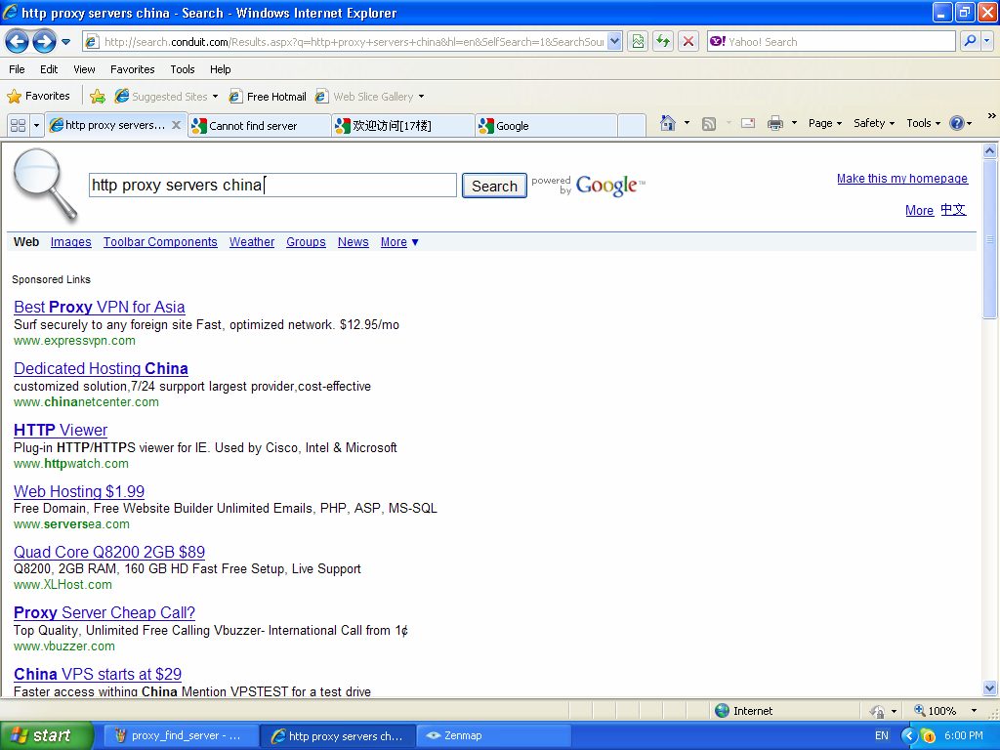 http proxy servers china - Search - Windows Internet Explorer
http://search.conduit.com/Results.aspx?q=http+proxy+servers+china&hl=en&SelfSearch=1&SearchSour
Yahoo! Search
File Edit View Favorites Tools Help
Favorites Suggested Sites Free Hotmail Web Slice Gallery
http proxy servers... Cannot find server 欢迎访问[17楼] Google Page Safety Tools »
http proxy servers china Search powered by Google™ Make this my homepage
More 中文
Web Images Toolbar Components Weather Groups News More ▼
Sponsored Links
Best Proxy VPN for Asia
Surf securely to any foreign site Fast, optimized network. $12.95/mo
www.expressvpn.com
Dedicated Hosting China
customized solution,7/24 surpport largest provider,cost-effective
www.chinanetcenter.com
HTTP Viewer
Plug-in HTTP/HTTPS viewer for IE. Used by Cisco, Intel & Microsoft
www.httpwatch.com
Web Hosting $1.99
Free Domain, Free Website Builder Unlimited Emails, PHP, ASP, MS-SQL
www.serversea.com
Quad Core Q8200 2GB $89
Q8200, 2GB RAM, 160 GB HD Fast Free Setup, Live Support
www.XLHost.com
Proxy Server Cheap Call?
Top Quality, Unlimited Free Calling Vbuzzer- International Call from 1¢
www.vbuzzer.com
China VPS starts at $29
Faster access withing China Mention VPSTEST for a test drive
Internet 100%
start proxy_find_server - ... http proxy servers ch... Zenmap EN 6:00 PM